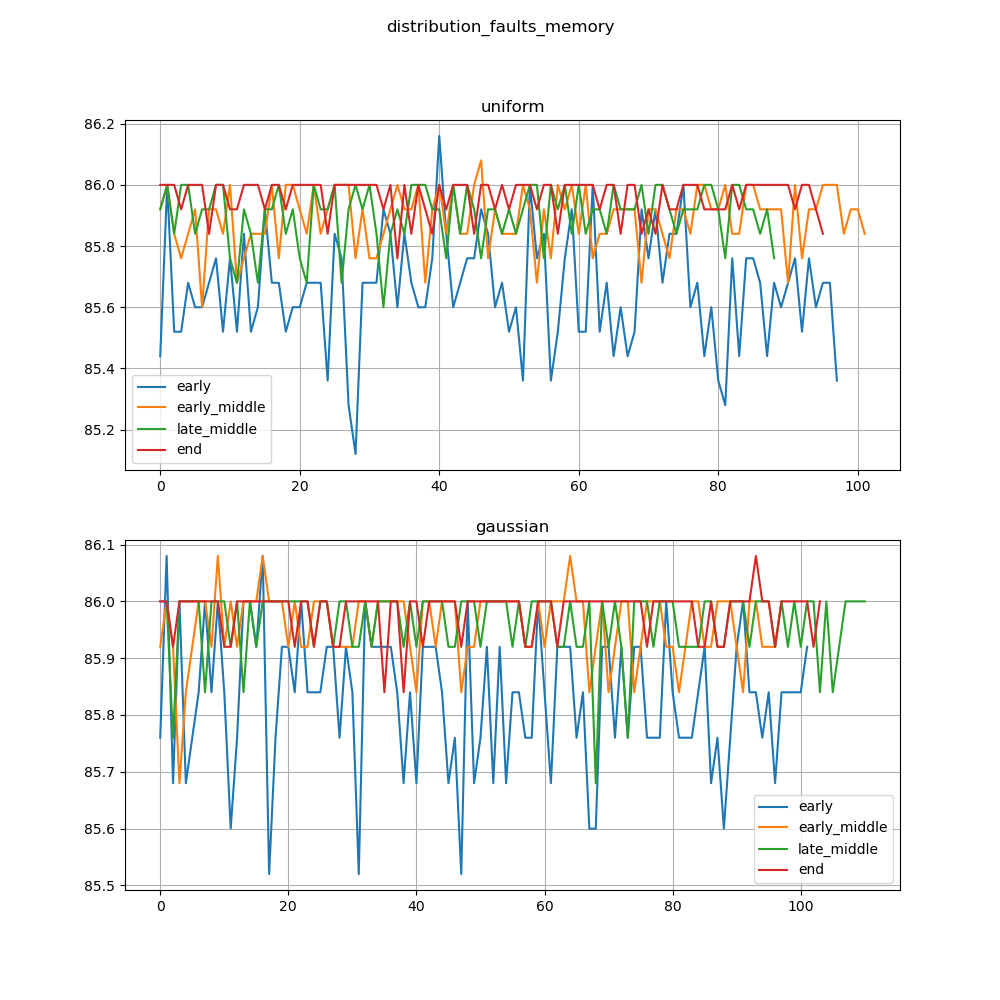 distribution_faults_memory
uniform
86.2
86.0
85.8
85.6
85.4
85.2
early
early_middle
late_middle
end
0 20 40 60 80 100
gaussian
86.1
86.0
85.9
85.8
85.7
85.6
85.5
early
early_middle
late_middle
end
0 20 40 60 80 100